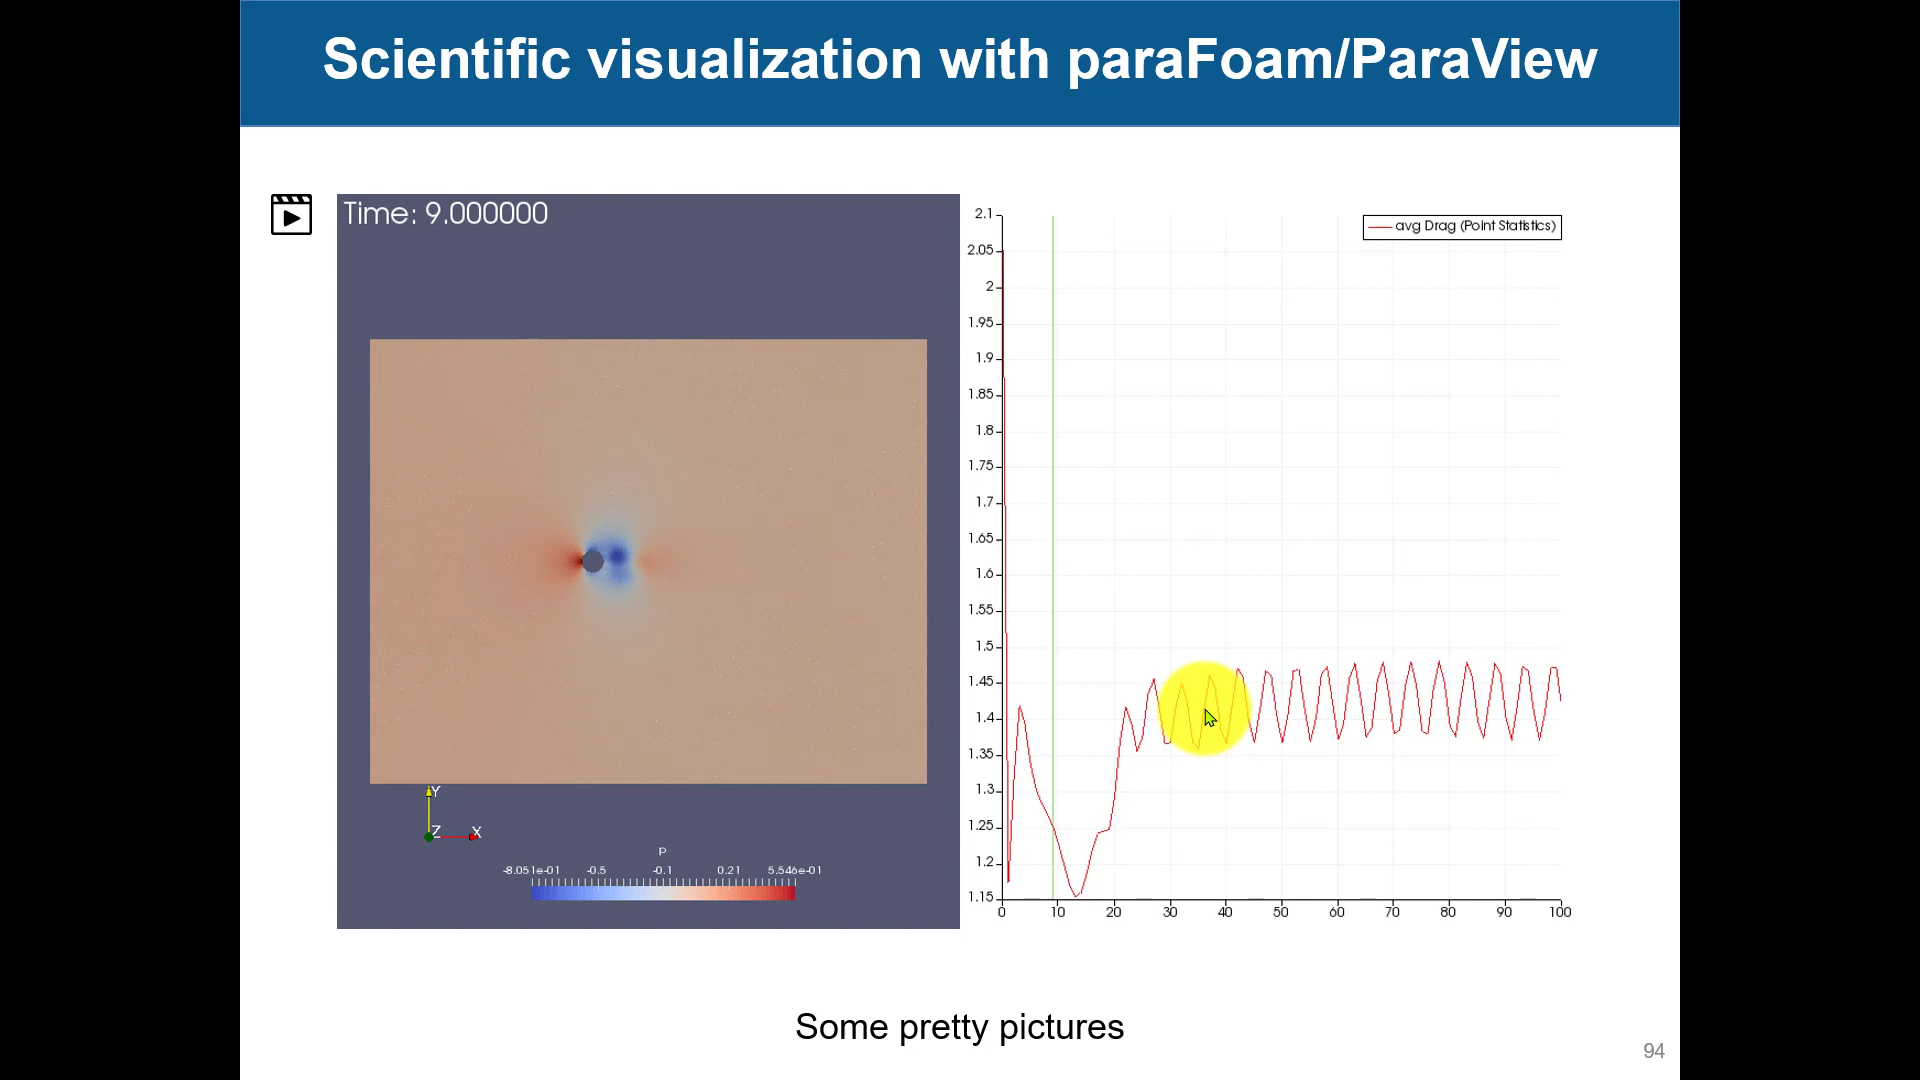 Scientific visualization with paraFoam/ParaView
Time: 9.000000
Y
Z X
p
-8.051e-01 -0.5 -0.1 0.21 5.546e-01
avg Drag (Point Statistics)
2.1
2.05
2
1.95
1.9
1.85
1.8
1.75
1.7
1.65
1.6
1.55
1.5
1.45
1.4
1.35
1.3
1.25
1.2
1.15
0 10 20 30 40 50 60 70 80 90 100
Some pretty pictures
94